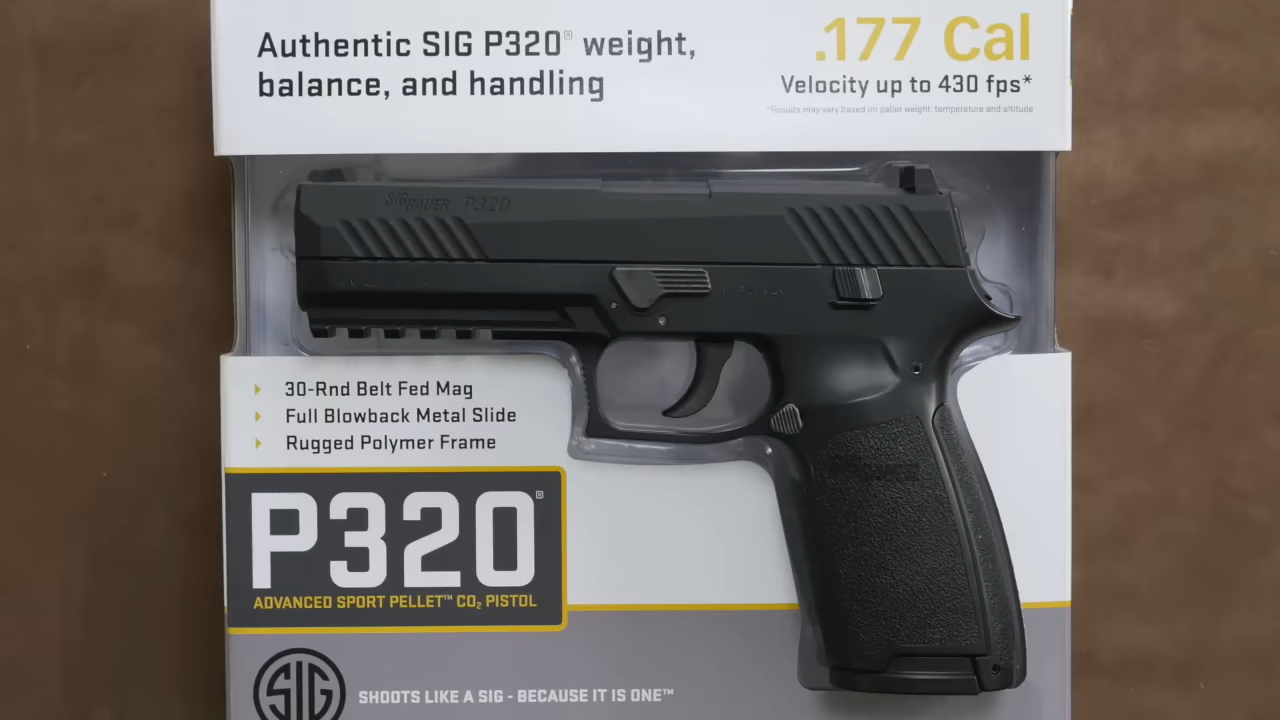 Authentic SIG P320® weight,
balance, and handling
.177 Cal
Velocity up to 430 fps*
*Results may vary based on pellet weight, temperature and altitude
SIG SAUER P320
30-Rnd Belt Fed Mag
Full Blowback Metal Slide
Rugged Polymer Frame
P320®
ADVANCED SPORT PELLET™ CO₂ PISTOL
SIG
SHOOTS LIKE A SIG - BECAUSE IT IS ONE™